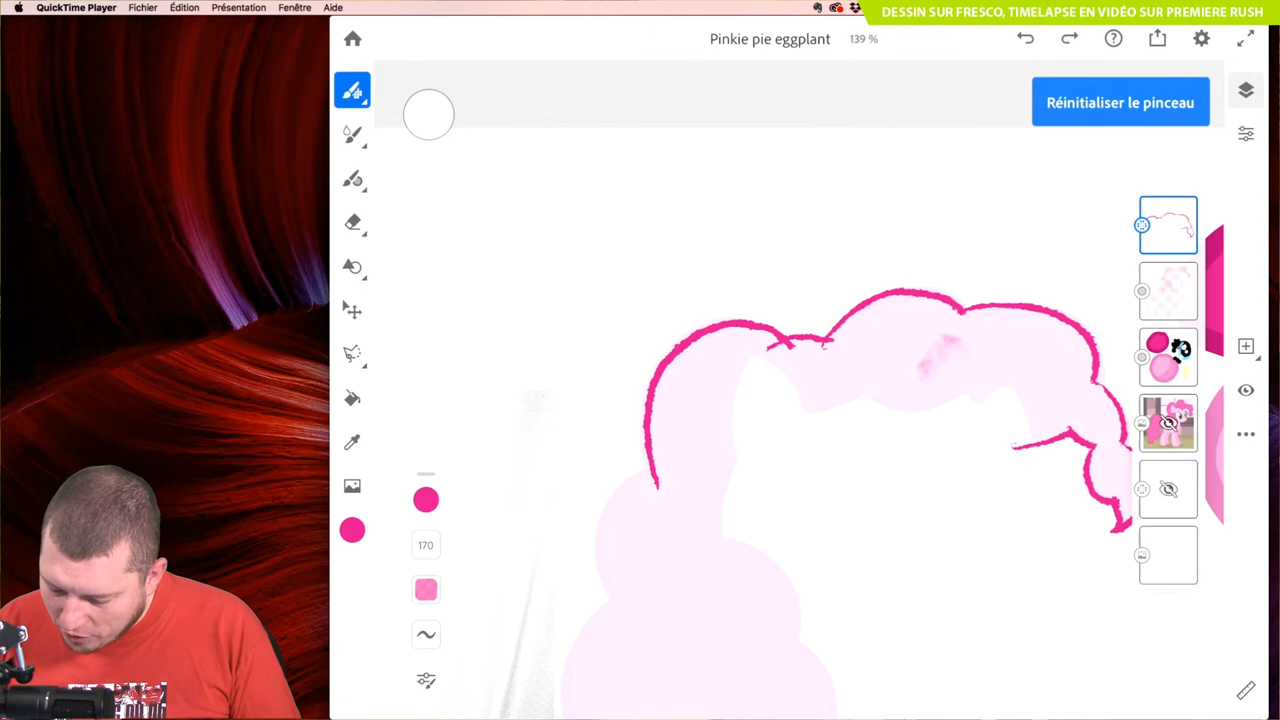 QuickTime Player Fichier Édition Présentation Fenêtre Aide
DESSIN SUR FRESCO, TIMELAPSE EN VIDÉO SUR PREMIERE RUSH
Pinkie pie eggplant 139 %
Réinitialiser le pinceau
170